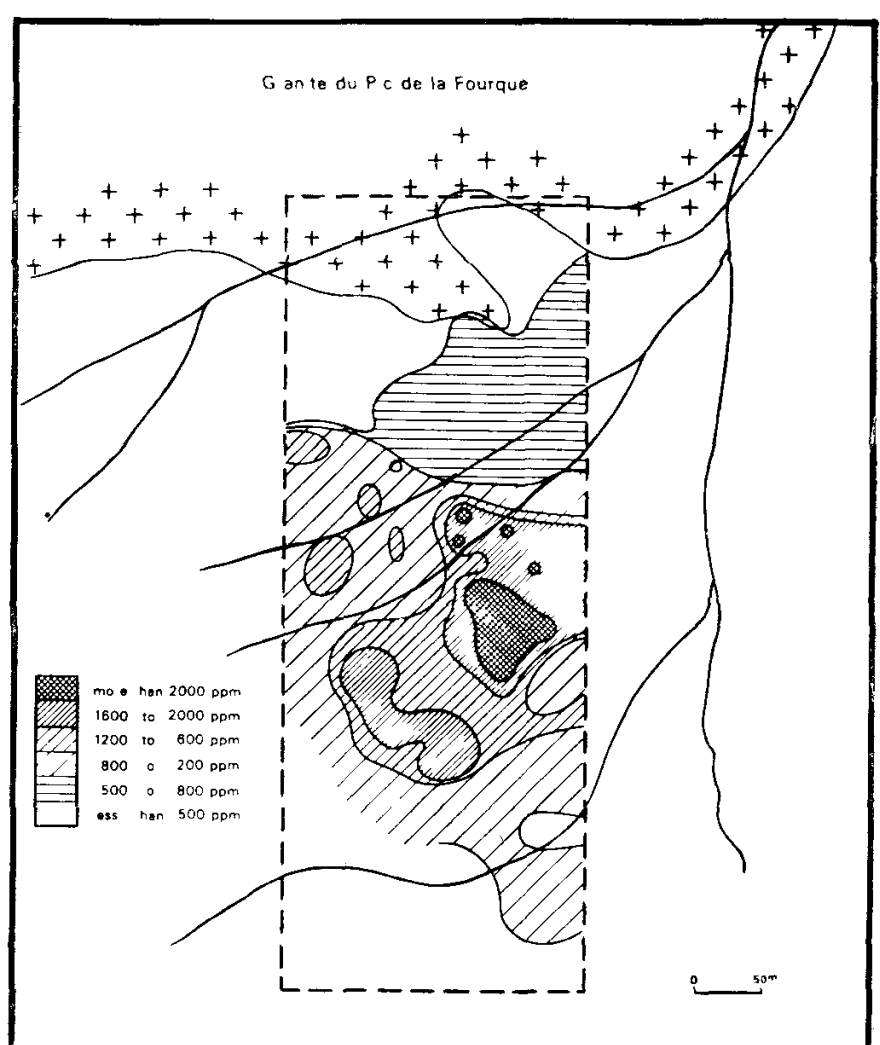 G an te du P c de la Fourque
mo e han 2000 ppm
1600 to 2000 ppm
1200 to 600 ppm
800 o 200 ppm
500 o 800 ppm
ess han 500 ppm
0 50m